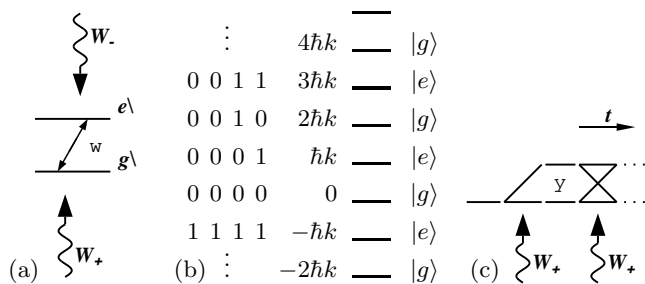 W₋
e\
w
g\
W₊
(a)
⋮ 4ħk |g⟩
0 0 1 1 3ħk |e⟩
0 0 1 0 2ħk |g⟩
0 0 0 1 ħk |e⟩
0 0 0 0 0 |g⟩
1 1 1 1 −ħk |e⟩
(b) ⋮ −2ħk |g⟩
t
y
W₊ W₊
(c)